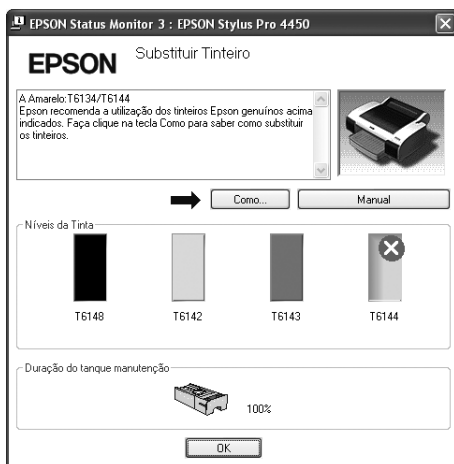 EPSON Status Monitor 3 : EPSON Stylus Pro 4450
EPSON
Substituir Tinteiro
A Amarelo:T6134/T6144
Epson recomenda a utilização dos tinteiros Epson genuínos acima
indicados. Faça clique na tecla Como para saber como substituir
os tinteiros.
Como...
Manual
Níveis da Tinta
T6148
T6142
T6143
T6144
Duração do tanque manutenção
100%
OK